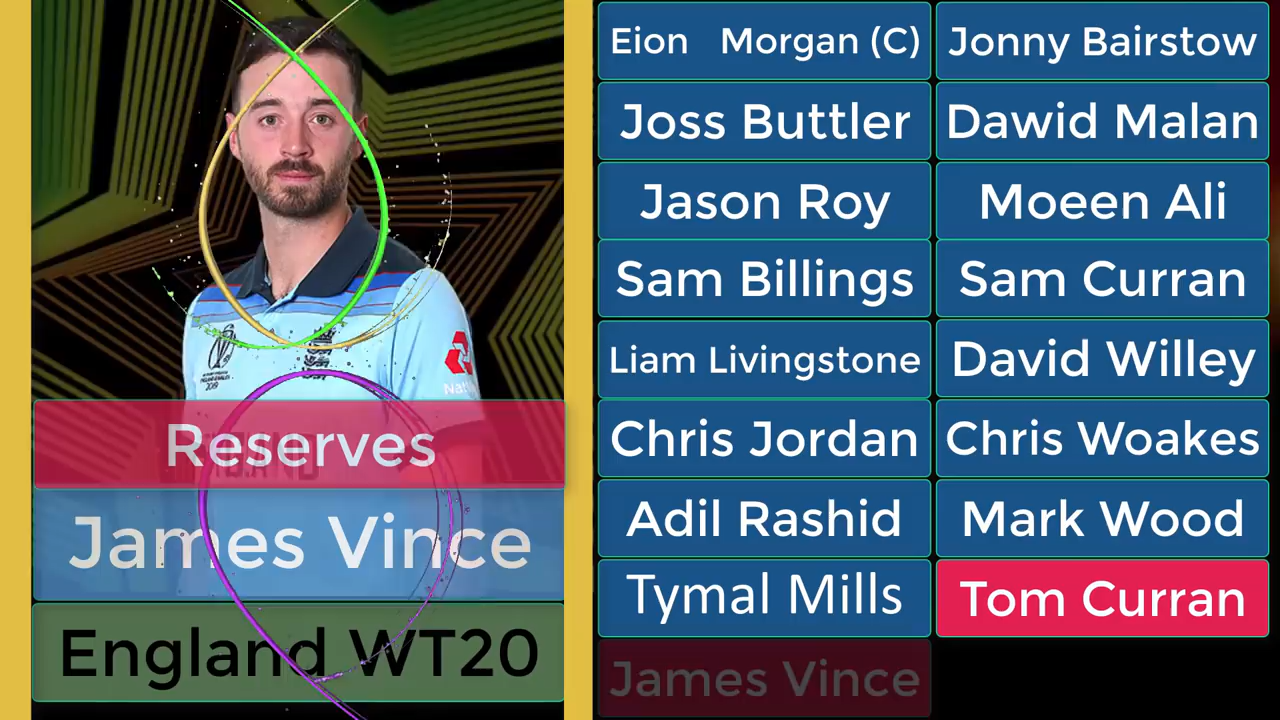 Reserves
James Vince
England WT20
Eion Morgan (C)
Jonny Bairstow
Joss Buttler
Dawid Malan
Jason Roy
Moeen Ali
Sam Billings
Sam Curran
Liam Livingstone
David Willey
Chris Jordan
Chris Woakes
Adil Rashid
Mark Wood
Tymal Mills
Tom Curran
James Vince